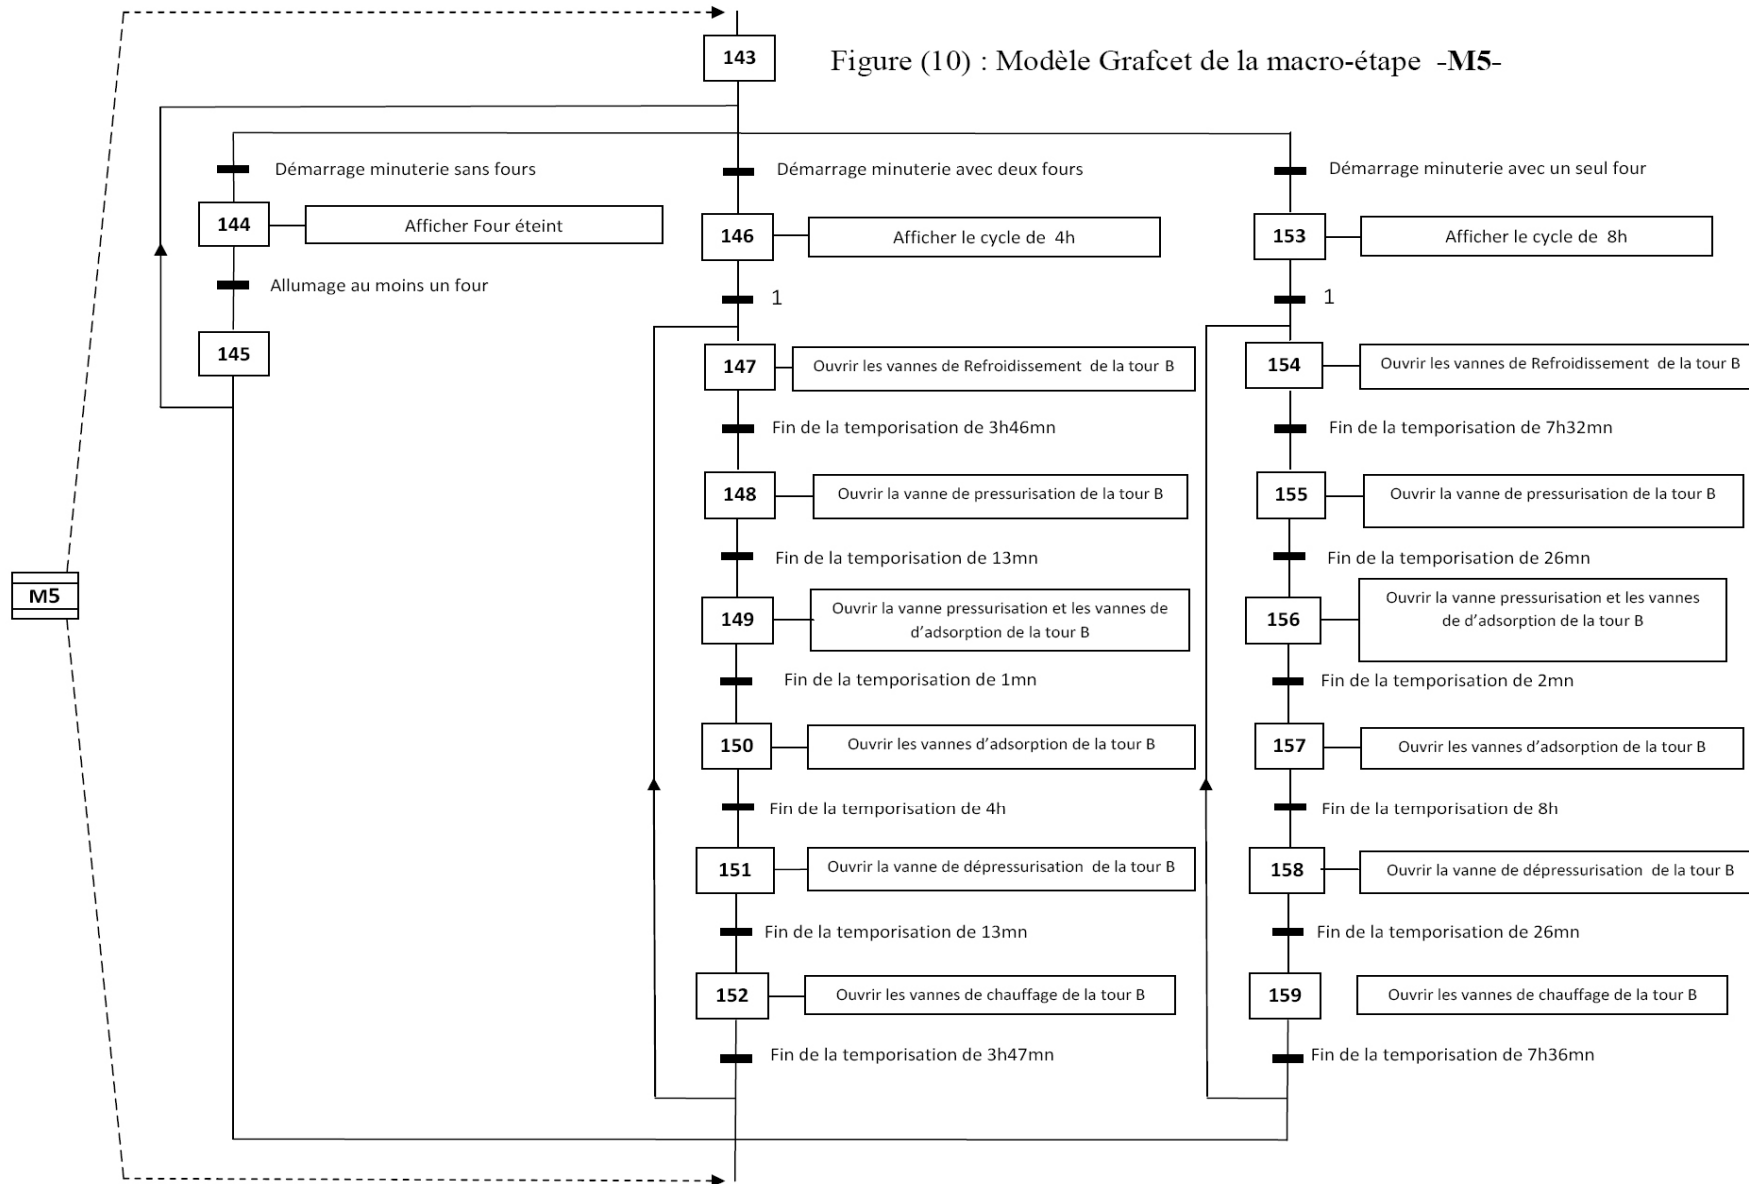 143
Figure (10) : Modèle Grafcet de la macro-étape -M5-
Démarrage minuterie sans fours
144
Afficher Four éteint
Allumage au moins un four
145
M5
Démarrage minuterie avec deux fours
146
Afficher le cycle de 4h
1
147
Ouvrir les vannes de Refroidissement de la tour B
Fin de la temporisation de 3h46mn
148
Ouvrir la vanne de pressurisation de la tour B
Fin de la temporisation de 13mn
149
Ouvrir la vanne pressurisation et les vannes de
d'adsorption de la tour B
Fin de la temporisation de 1mn
150
Ouvrir les vannes d'adsorption de la tour B
Fin de la temporisation de 4h
151
Ouvrir la vanne de dépressurisation de la tour B
Fin de la temporisation de 13mn
152
Ouvrir les vannes de chauffage de la tour B
Fin de la temporisation de 3h47mn
Démarrage minuterie avec un seul four
153
Afficher le cycle de 8h
1
154
Ouvrir les vannes de Refroidissement de la tour B
Fin de la temporisation de 7h32mn
155
Ouvrir la vanne de pressurisation de la tour B
Fin de la temporisation de 26mn
156
Ouvrir la vanne pressurisation et les vannes
de d'adsorption de la tour B
Fin de la temporisation de 2mn
157
Ouvrir les vannes d'adsorption de la tour B
Fin de la temporisation de 8h
158
Ouvrir la vanne de dépressurisation de la tour B
Fin de la temporisation de 26mn
159
Ouvrir les vannes de chauffage de la tour B
Fin de la temporisation de 7h36mn